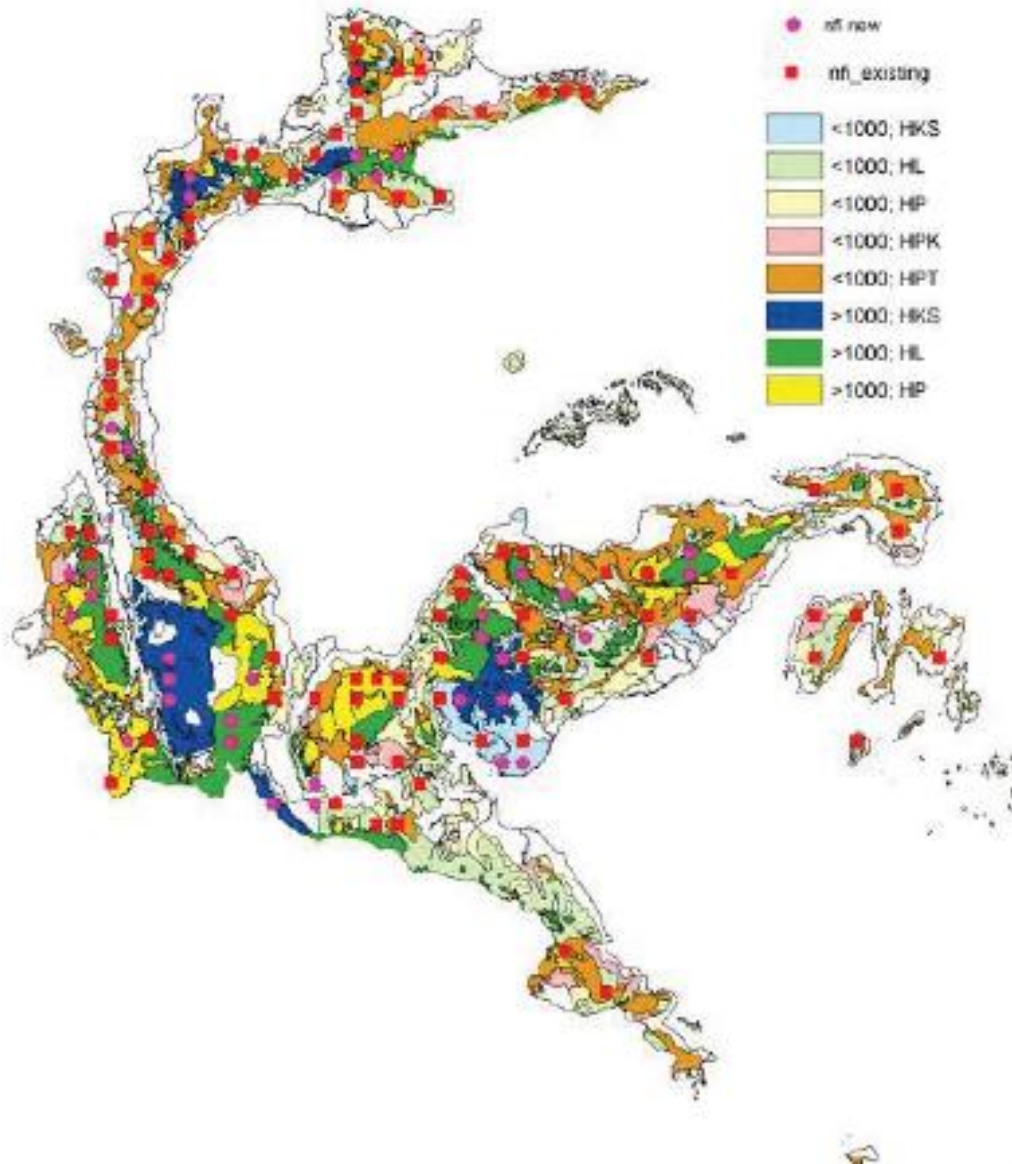 nfi new
nfi_existing
<1000; HKS
<1000; HL
<1000; HP
<1000; HPK
<1000; HPT
>1000; HKS
>1000; HL
>1000; HP